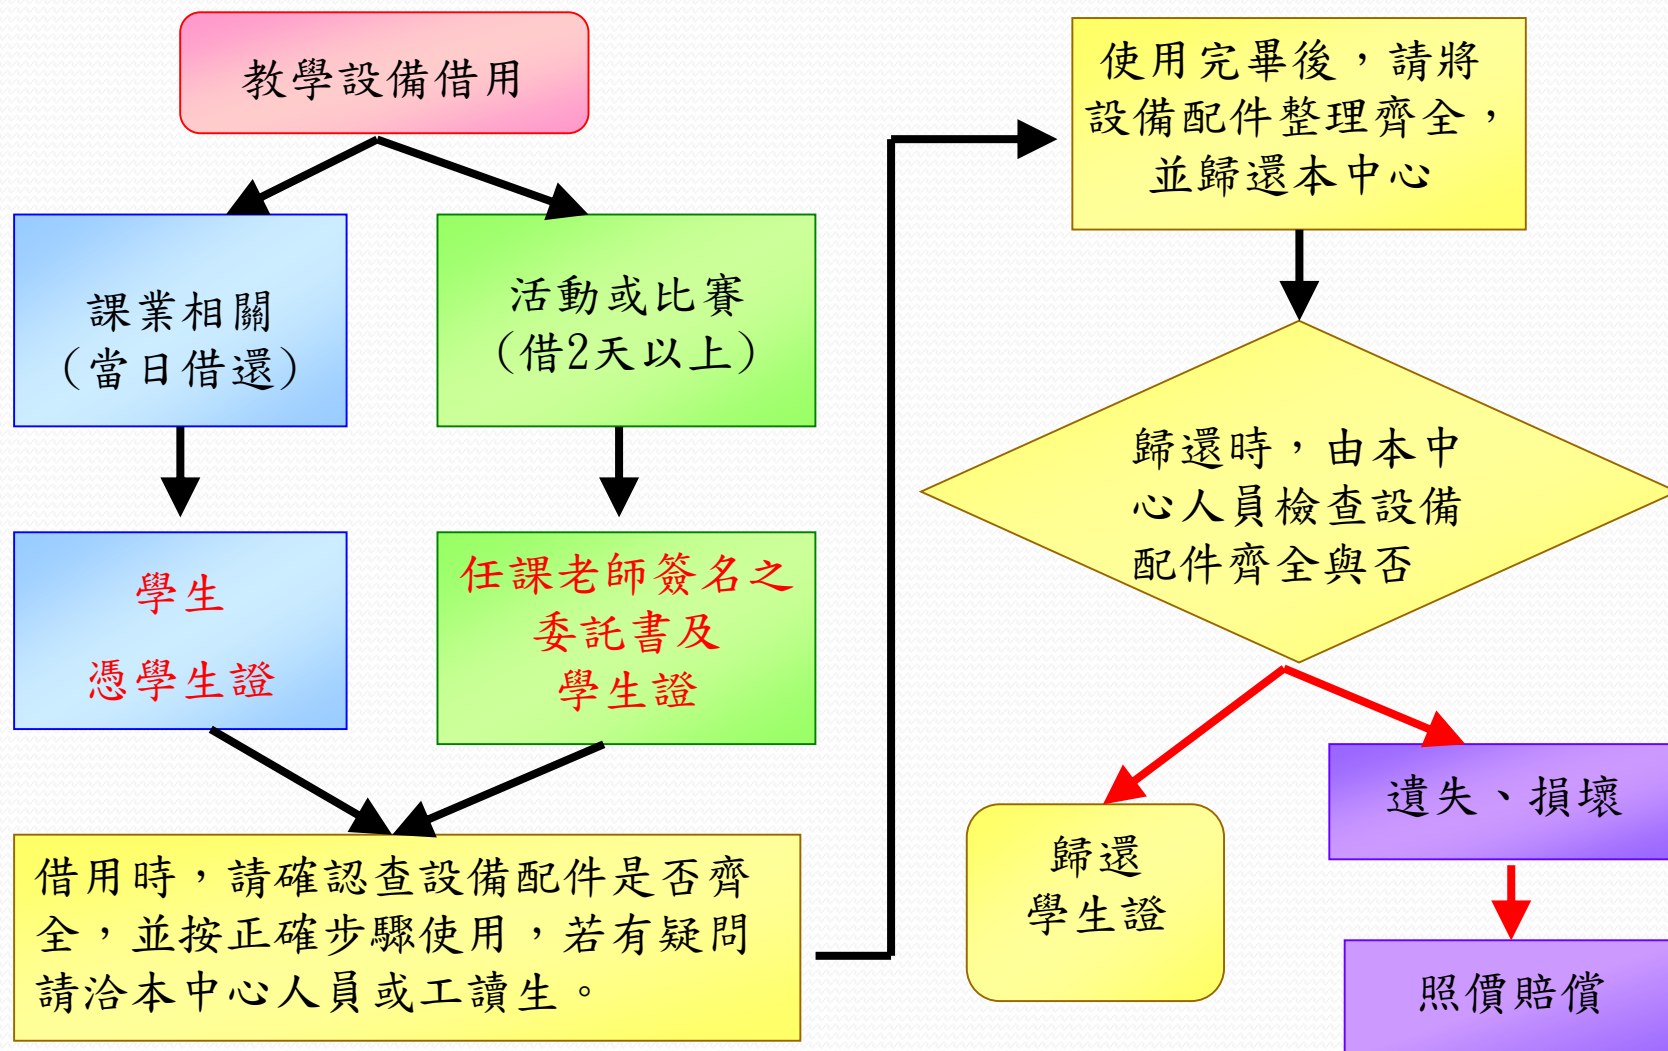 教學設備借用
課業相關
(當日借還)
活動或比賽
(借2天以上)
學生
憑學生證
任課老師簽名之
委託書及
學生證
借用時，請確認查設備配件是否齊
全，並按正確步驟使用，若有疑問
請洽本中心人員或工讀生。
使用完畢後，請將
設備配件整理齊全，
並歸還本中心
歸還時，由本中
心人員檢查設備
配件齊全與否
歸還
學生證
遺失、損壞
照價賠償